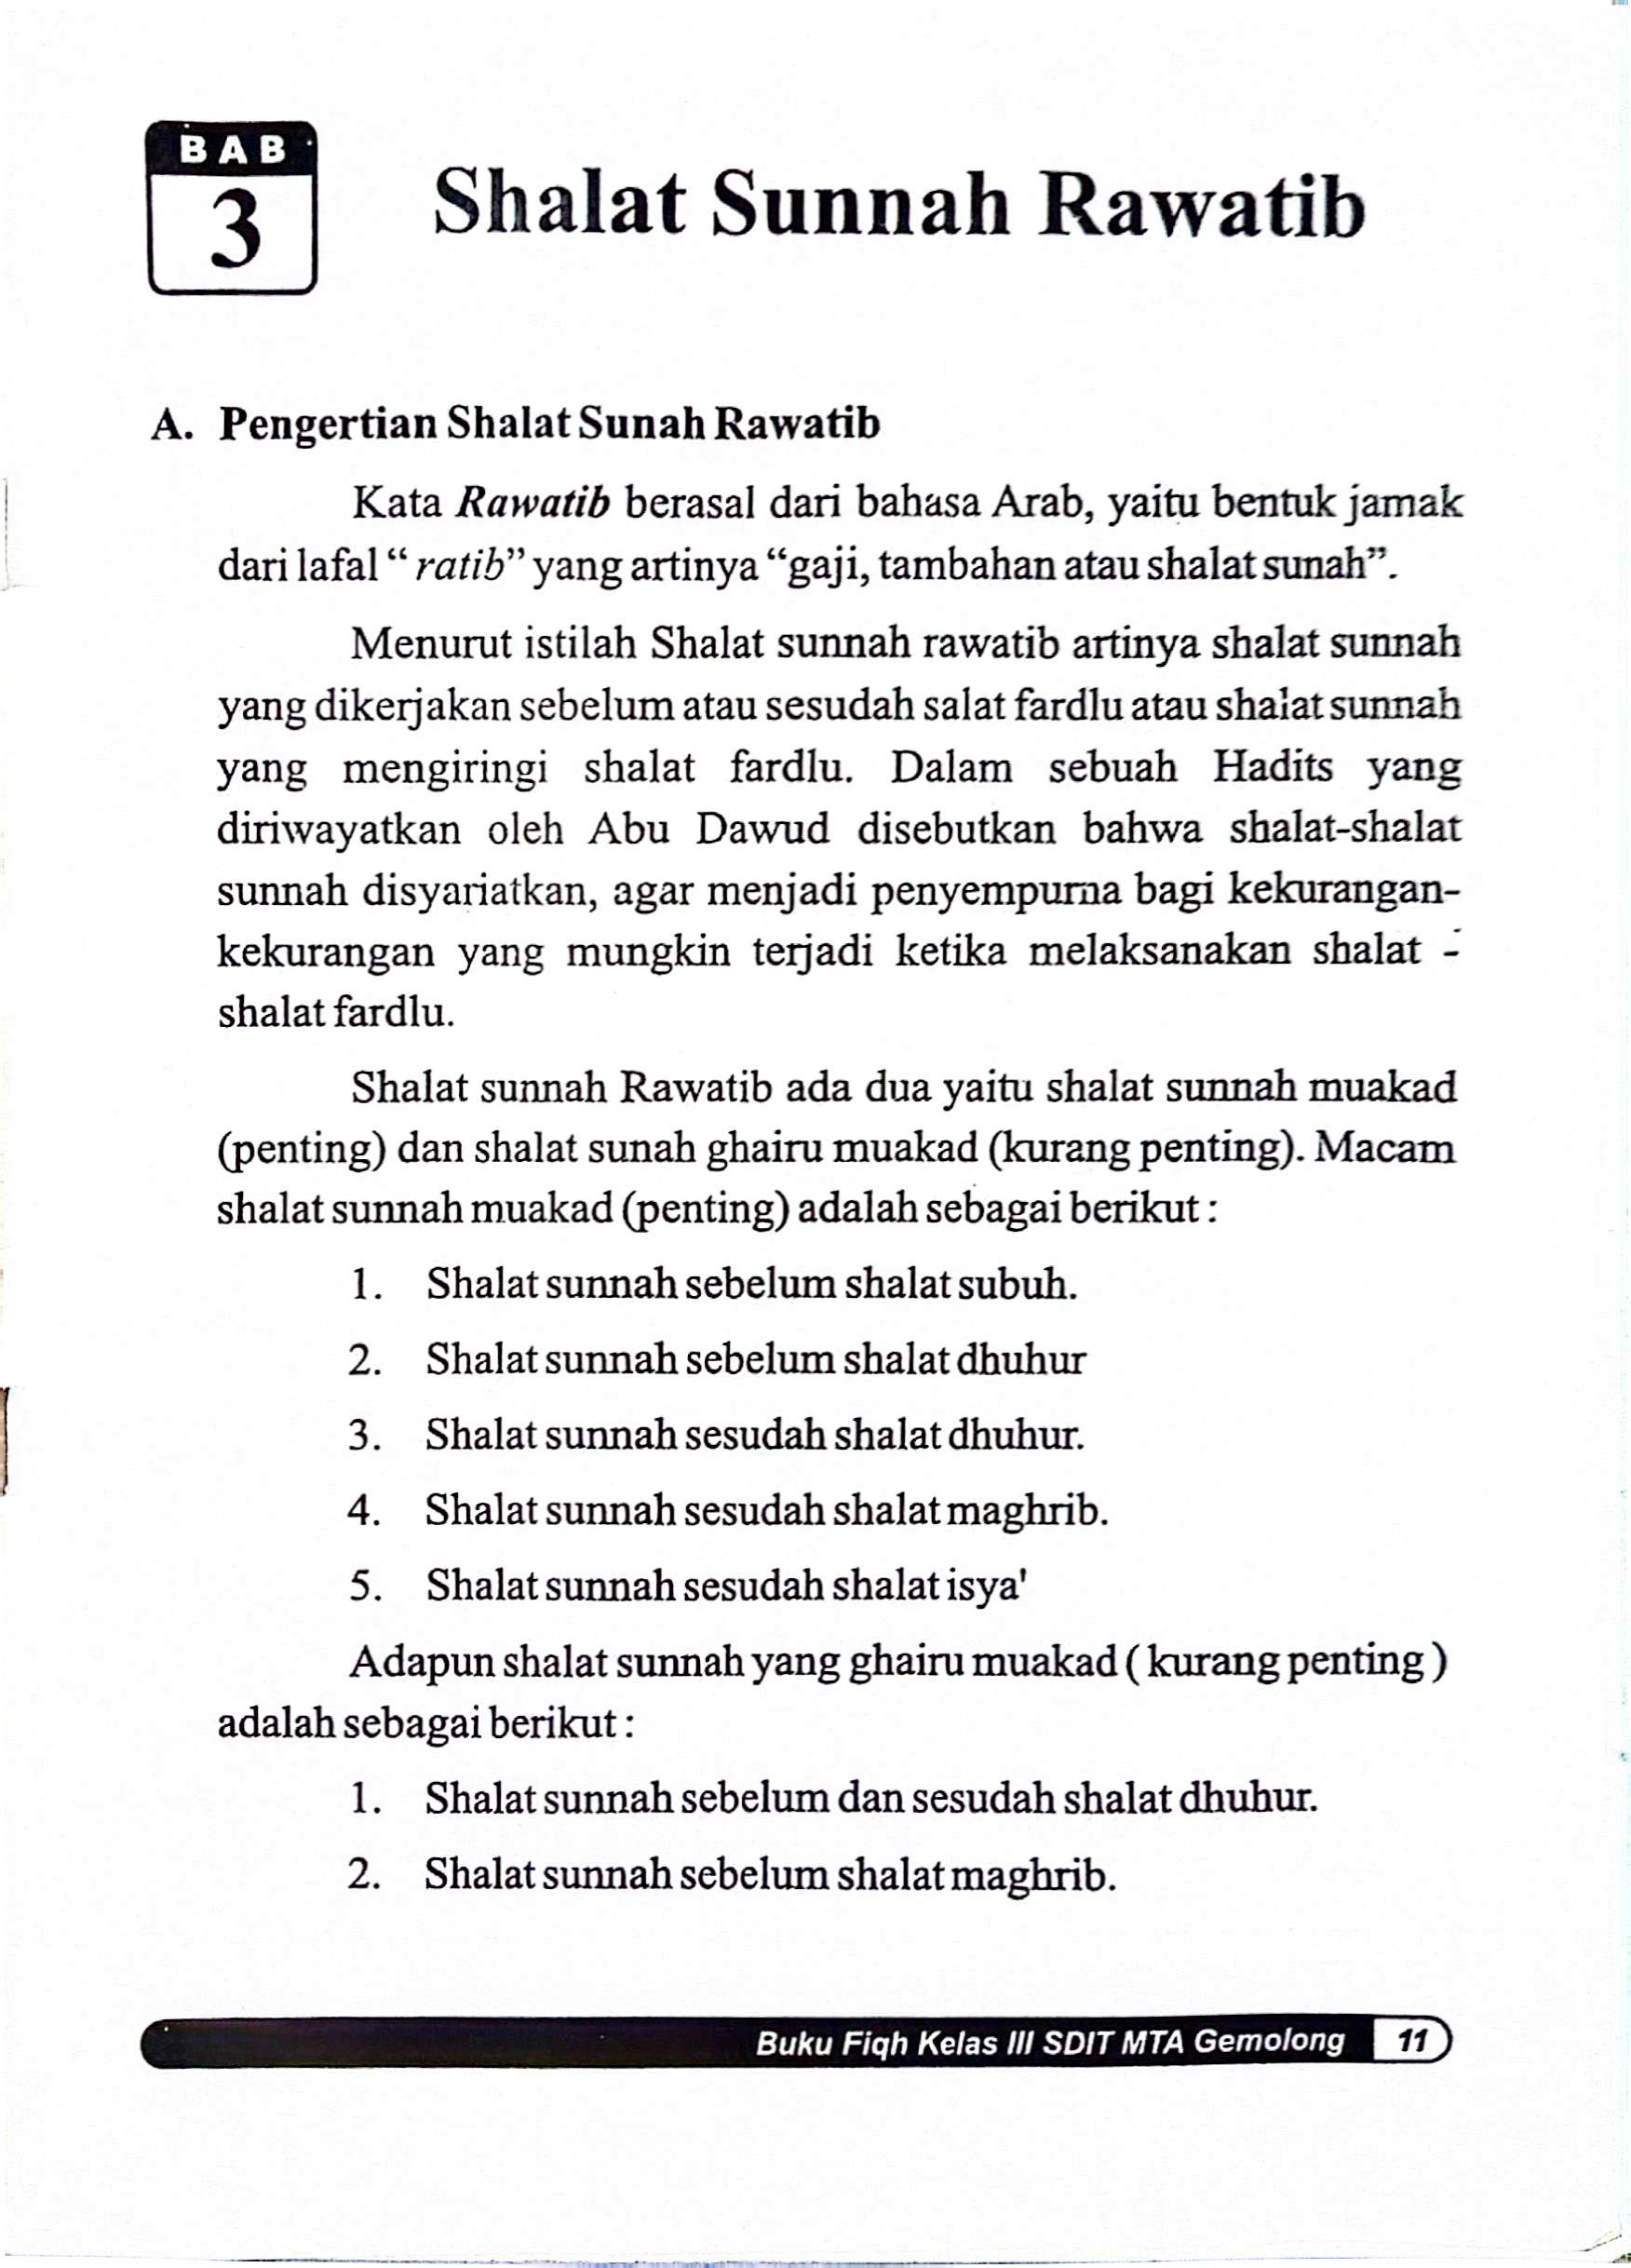 BAB
3
Shalat Sunnah Rawatib
A. Pengertian Shalat Sunah Rawatib
Kata Rawatib berasal dari bahasa Arab, yaitu bentuk jamak
dari lafal “ ratib” yang artinya “gaji, tambahan atau shalat sunah”.
Menurut istilah Shalat sunnah rawatib artinya shalat sunnah
yang dikerjakan sebelum atau sesudah salat fardlu atau shalat sunnah
yang mengiringi shalat fardlu. Dalam sebuah Hadits yang
diriwayatkan oleh Abu Dawud disebutkan bahwa shalat-shalat
sunnah disyariatkan, agar menjadi penyempurna bagi kekurangan-
kekurangan yang mungkin terjadi ketika melaksanakan shalat -
shalat fardlu.
Shalat sunnah Rawatib ada dua yaitu shalat sunnah muakad
(penting) dan shalat sunah ghairu muakad (kurang penting). Macam
shalat sunnah muakad (penting) adalah sebagai berikut :
1. Shalat sunnah sebelum shalat subuh.
2. Shalat sunnah sebelum shalat dhuhur
3. Shalat sunnah sesudah shalat dhuhur.
4. Shalat sunnah sesudah shalat maghrib.
5. Shalat sunnah sesudah shalat isya'
Adapun shalat sunnah yang ghairu muakad ( kurang penting )
adalah sebagai berikut :
1. Shalat sunnah sebelum dan sesudah shalat dhuhur.
2. Shalat sunnah sebelum shalat maghrib.
Buku Fiqh Kelas III SDIT MTA Gemolong 11